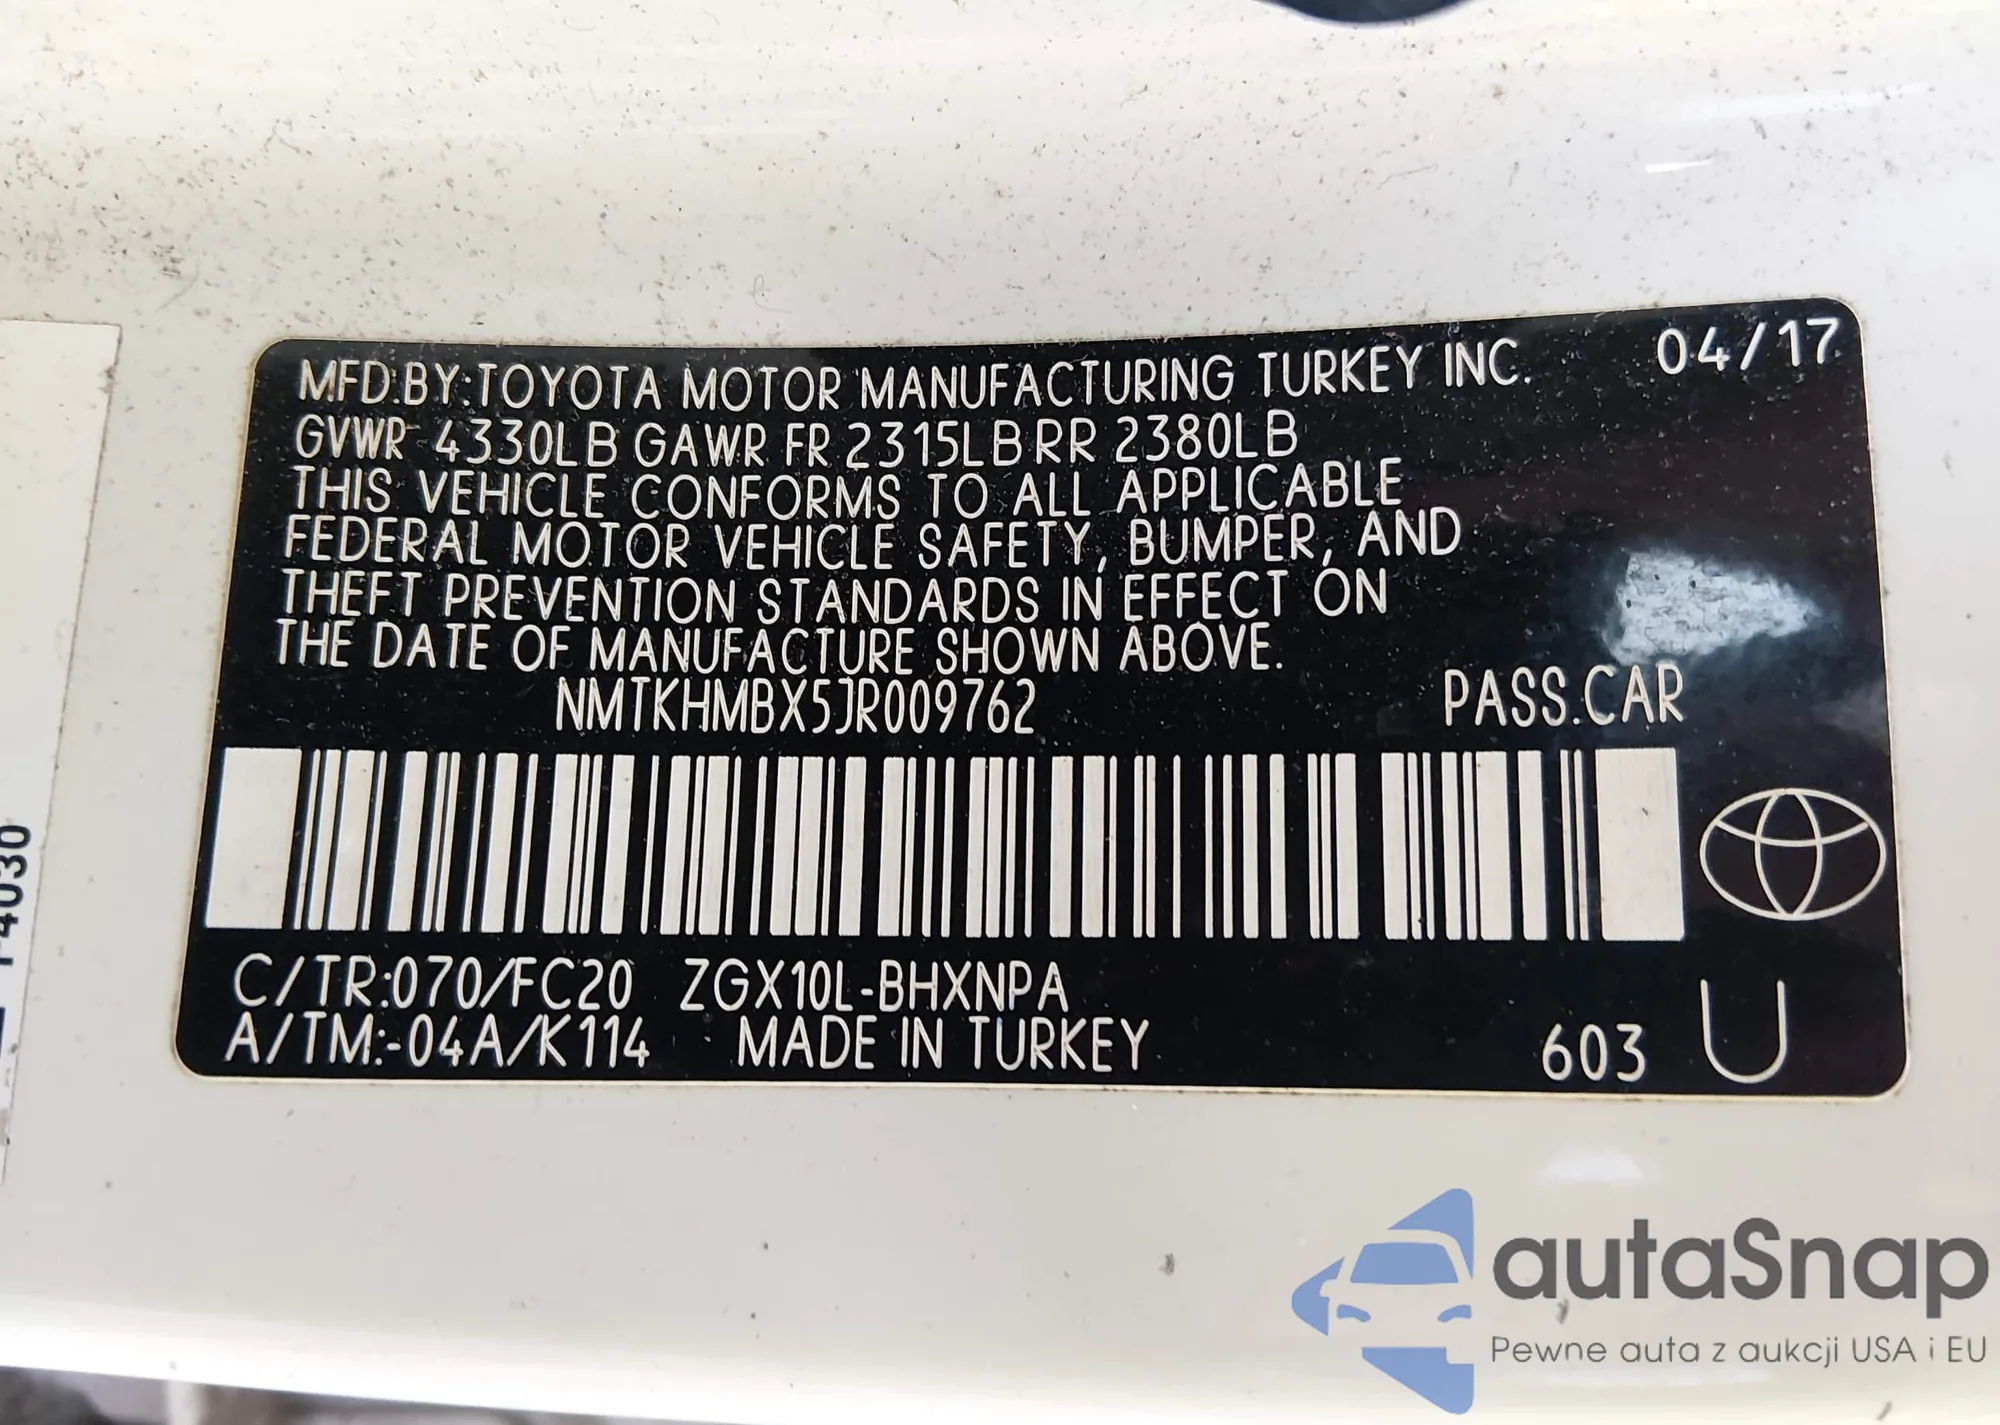 MFD.BY:TOYOTA MOTOR MANUFACTURING TURKEY INC. 04/17
GVWR 4330LB GAWR FR 2315LB RR 2380LB
THIS VEHICLE CONFORMS TO ALL APPLICABLE
FEDERAL MOTOR VEHICLE SAFETY, BUMPER, AND
THEFT PREVENTION STANDARDS IN EFFECT ON
THE DATE OF MANUFACTURE SHOWN ABOVE.
NMTKHMBX5JR009762 PASS.CAR
C/TR:070/FC20 ZGX10L-BHXNPA
A/TM:-04A/K114 MADE IN TURKEY 603 U
autaSnap
Pewne auta z aukcji USA i EU